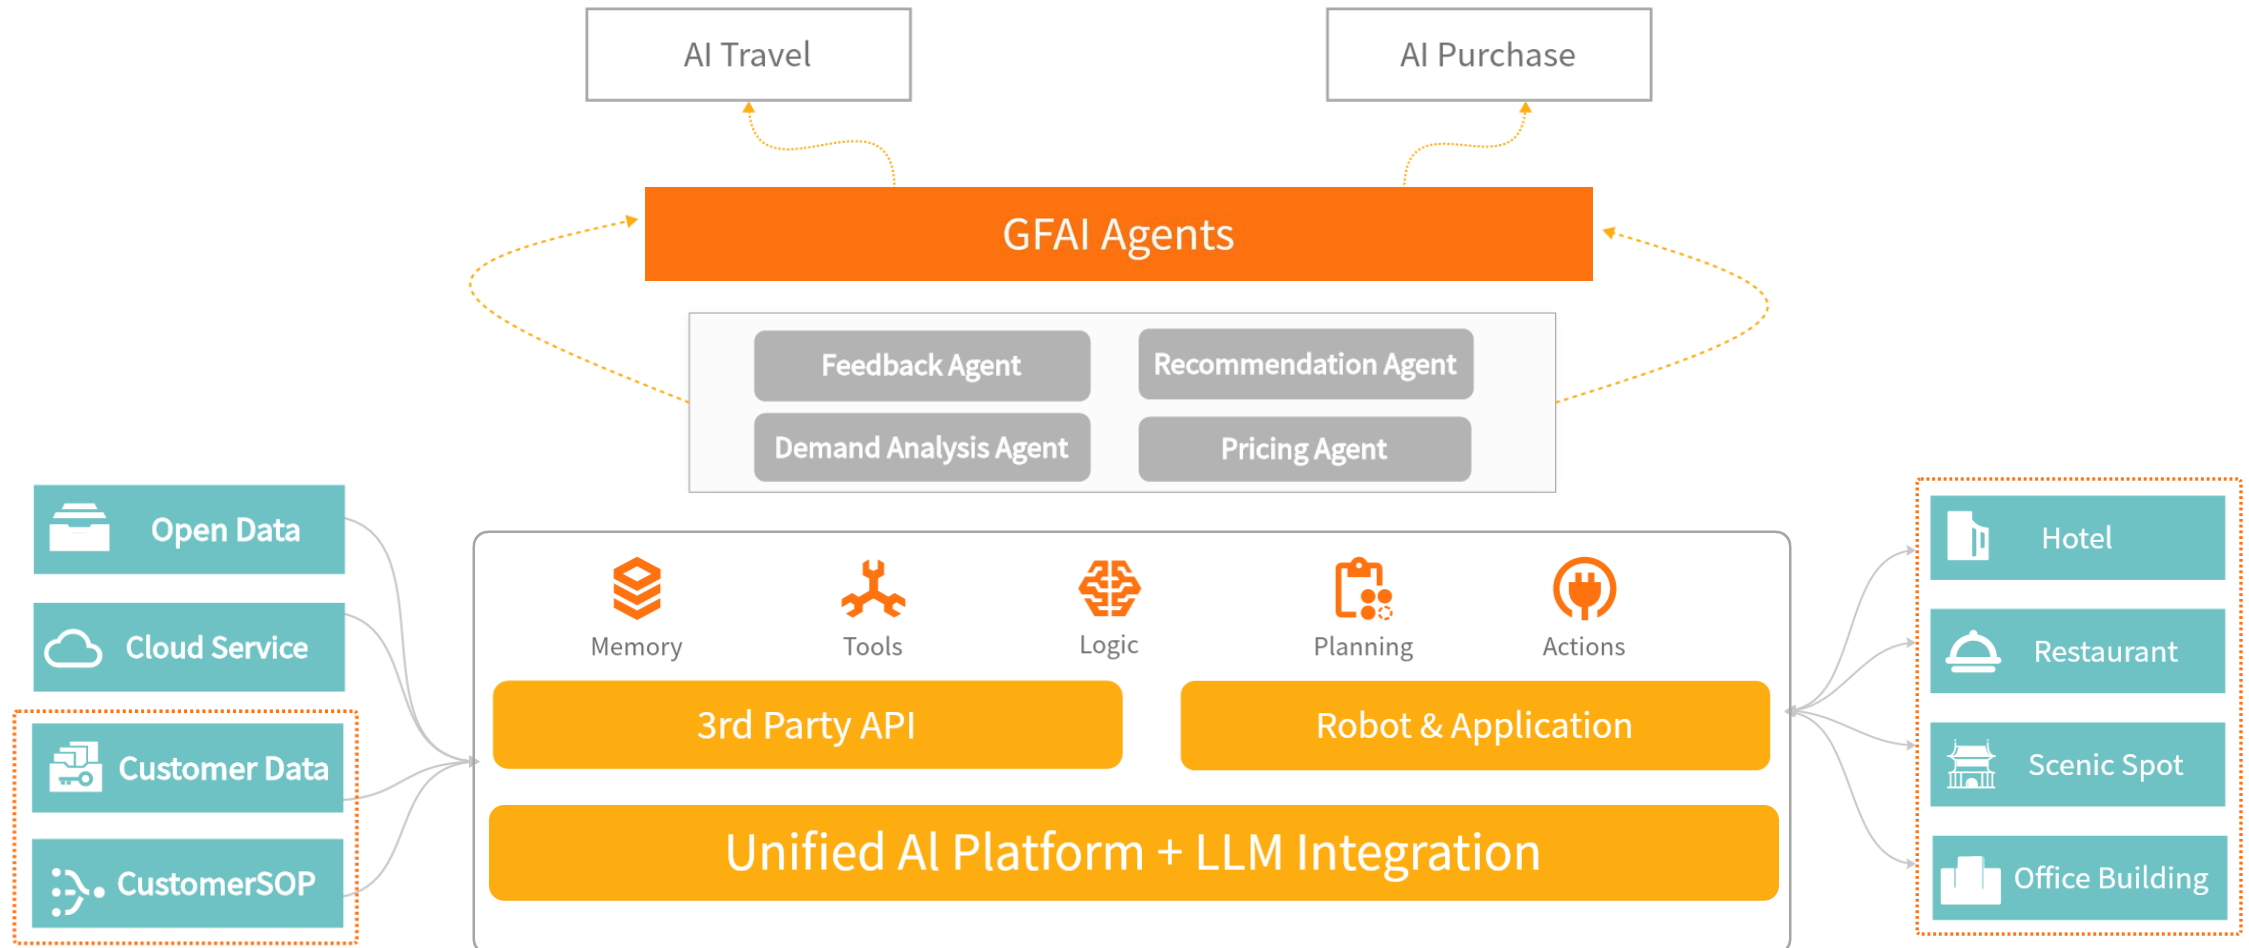 AI Travel
AI Purchase
GFAI Agents
Feedback Agent
Recommendation Agent
Demand Analysis Agent
Pricing Agent
Open Data
Cloud Service
Customer Data
CustomerSOP
Memory
Tools
Logic
Planning
Actions
3rd Party API
Robot & Application
Unified Al Platform + LLM Integration
Hotel
Restaurant
Scenic Spot
Office Building